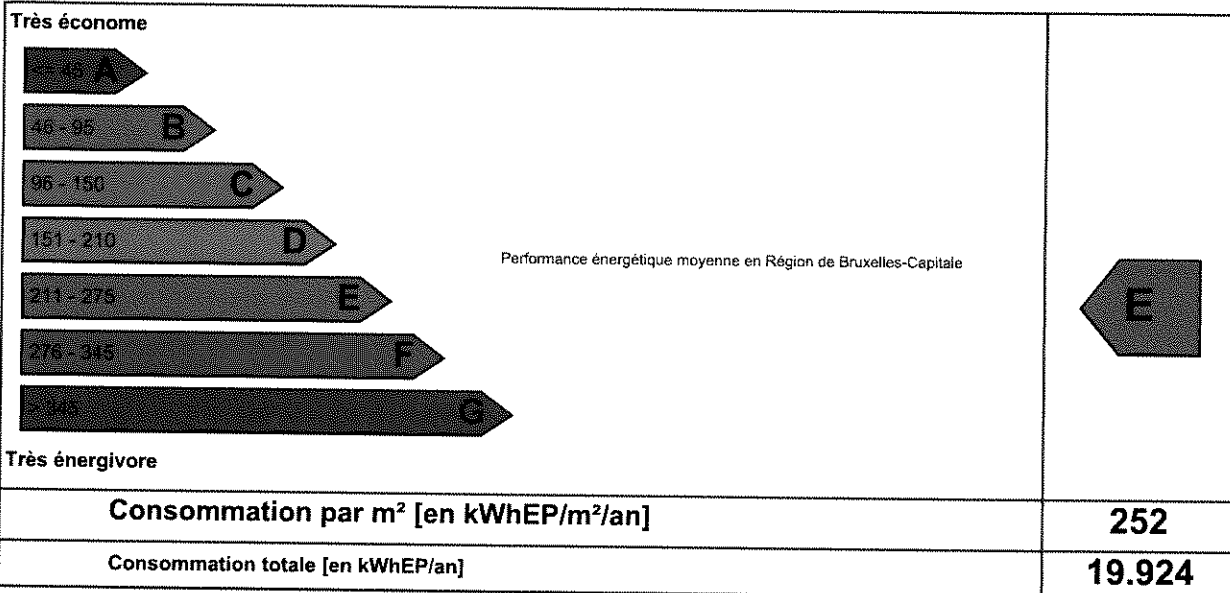 Très économe
<= 45 A
46 - 95 B
96 - 150 C
151 - 210 D
Performance énergétique moyenne en Région de Bruxelles-Capitale
211 - 275 E
E
276 - 345 F
> 345 G
Très énergivore
Consommation par m² [en kWhEP/m²/an] 252
Consommation totale [en kWhEP/an] 19.924